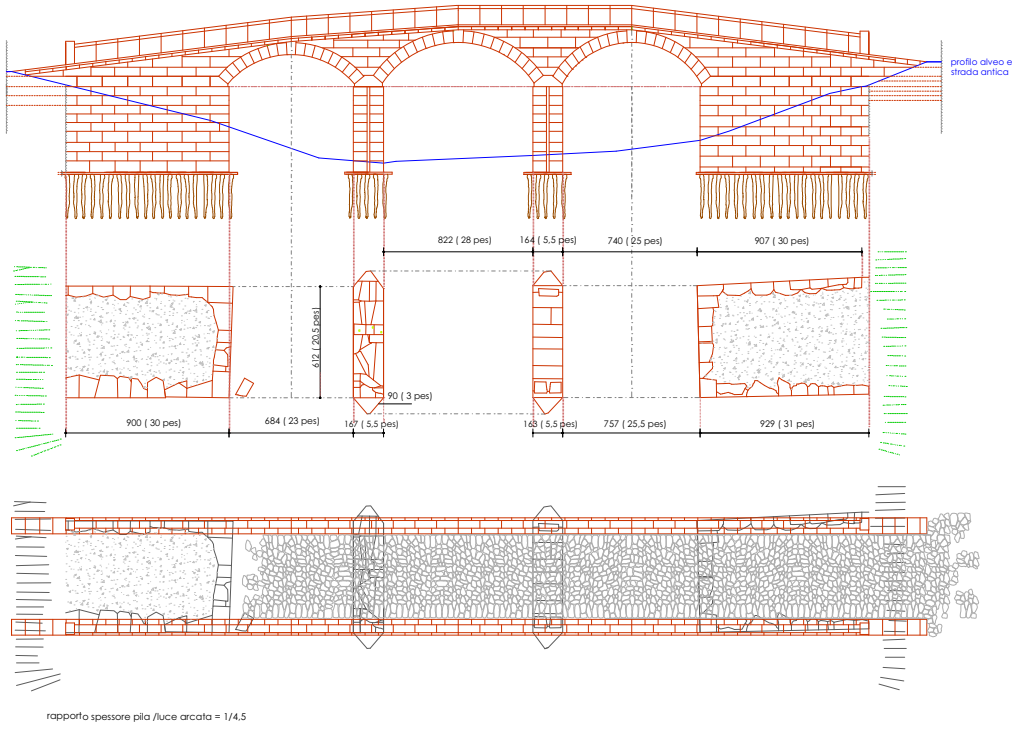 profilo alveo e
strada antica
822 ( 28 pes)
164 ( 5,5 pes)
740 ( 25 pes)
907 ( 30 pes)
612 ( 20,5 pes)
90 ( 3 pes)
900 ( 30 pes)
684 ( 23 pes)
167 ( 5,5 pes)
163 ( 5,5 pes)
757 ( 25,5 pes)
929 ( 31 pes)
rapporto spessore pila /luce arcata = 1/4,5